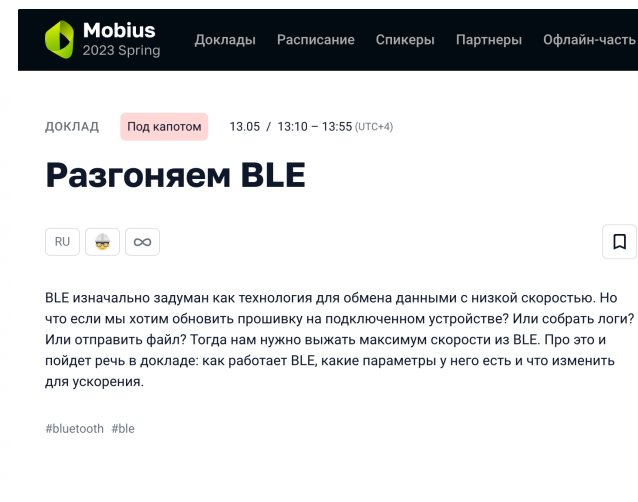 Mobius
2023 Spring
Доклады Расписание Спикеры Партнеры Офлайн-часть
ДОКЛАД Под капотом 13.05 / 13:10 – 13:55 (UTC+4)
Разгоняем BLE
RU
BLE изначально задуман как технология для обмена данными с низкой скоростью. Но
что если мы хотим обновить прошивку на подключенном устройстве? Или собрать логи?
Или отправить файл? Тогда нам нужно выжать максимум скорости из BLE. Про это и
пойдет речь в докладе: как работает BLE, какие параметры у него есть и что изменить
для ускорения.
#bluetooth #ble